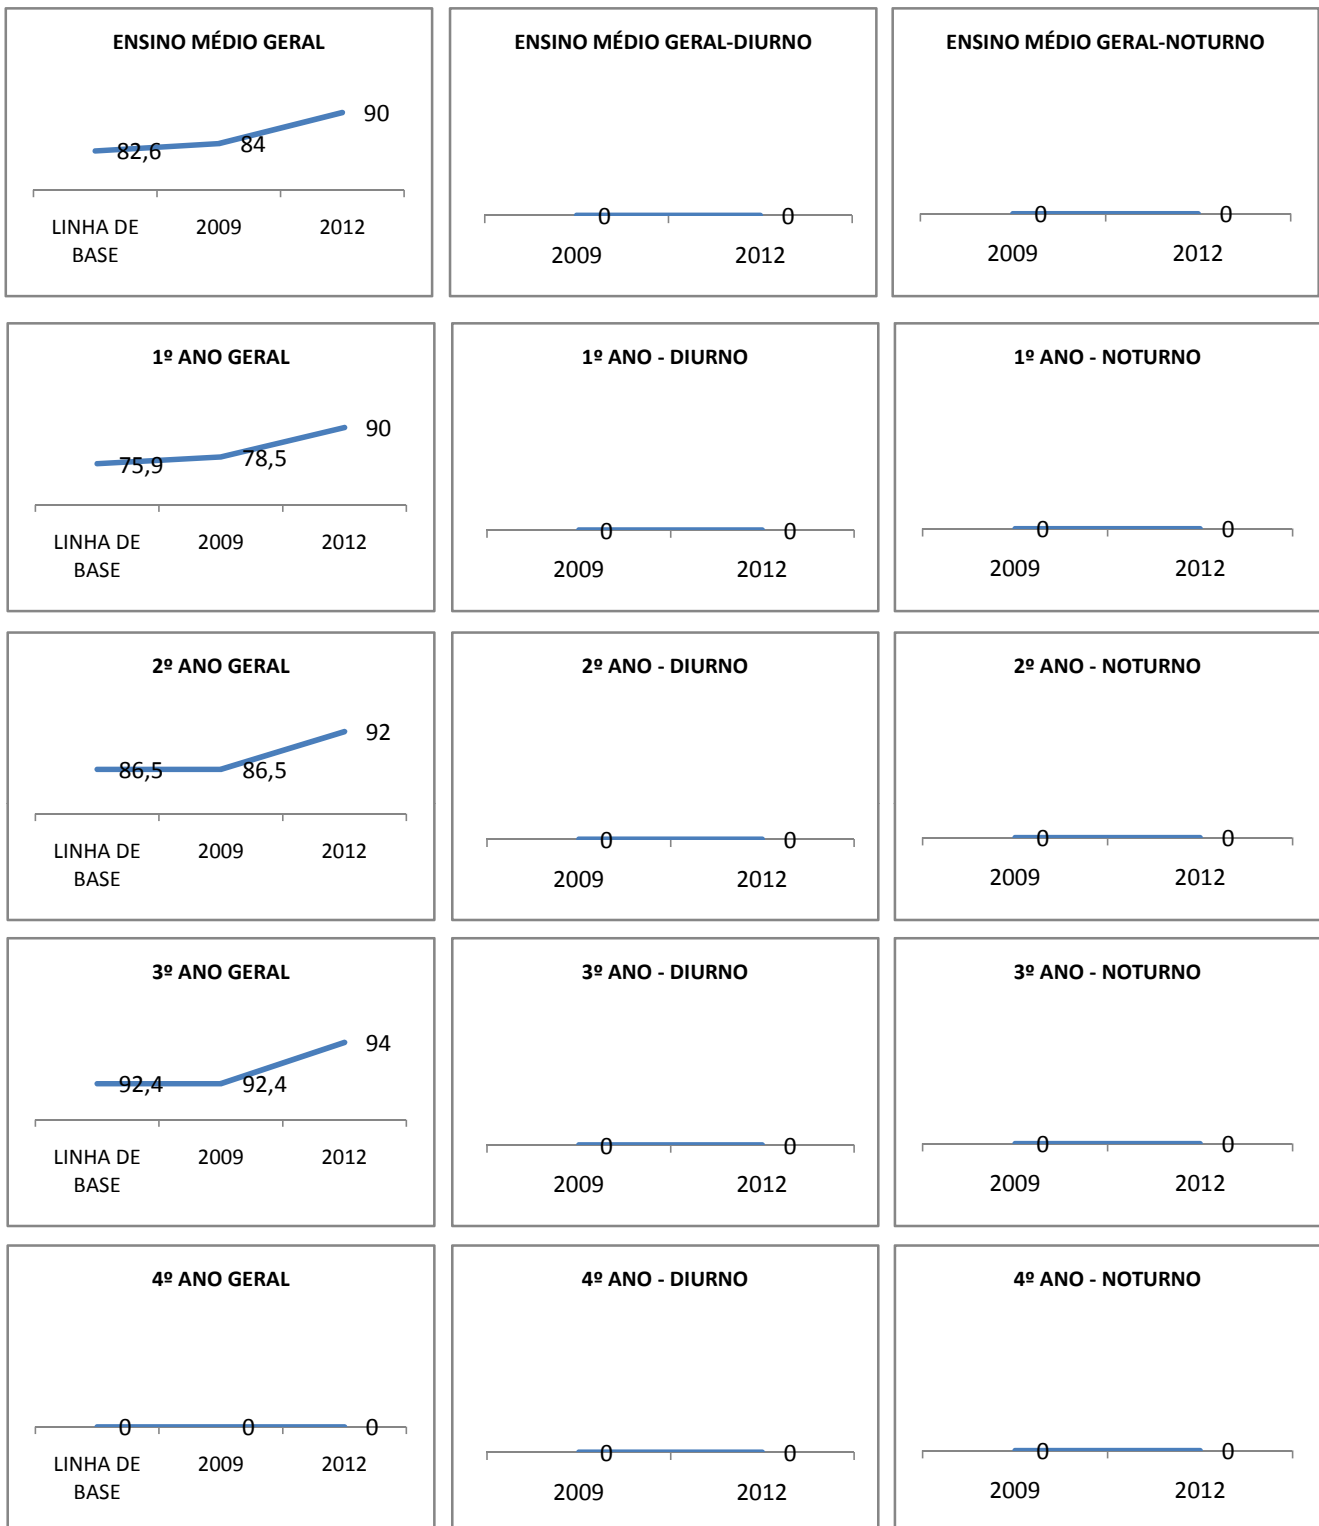 ENSINO MÉDIO GERAL
90
82,6
84
LINHA DE
BASE
2009
2012
ENSINO MÉDIO GERAL-DIURNO
0
0
2009
2012
ENSINO MÉDIO GERAL-NOTURNO
0
0
2009
2012
1º ANO GERAL
90
75,9
78,5
LINHA DE
BASE
2009
2012
1º ANO - DIURNO
0
0
2009
2012
1º ANO - NOTURNO
0
0
2009
2012
2º ANO GERAL
92
86,5
86,5
LINHA DE
BASE
2009
2012
2º ANO - DIURNO
0
0
2009
2012
2º ANO - NOTURNO
0
0
2009
2012
3º ANO GERAL
94
92,4
92,4
LINHA DE
BASE
2009
2012
3º ANO - DIURNO
0
0
2009
2012
3º ANO - NOTURNO
0
0
2009
2012
4º ANO GERAL
0
0
0
LINHA DE
BASE
2009
2012
4º ANO - DIURNO
0
0
2009
2012
4º ANO - NOTURNO
0
0
2009
2012